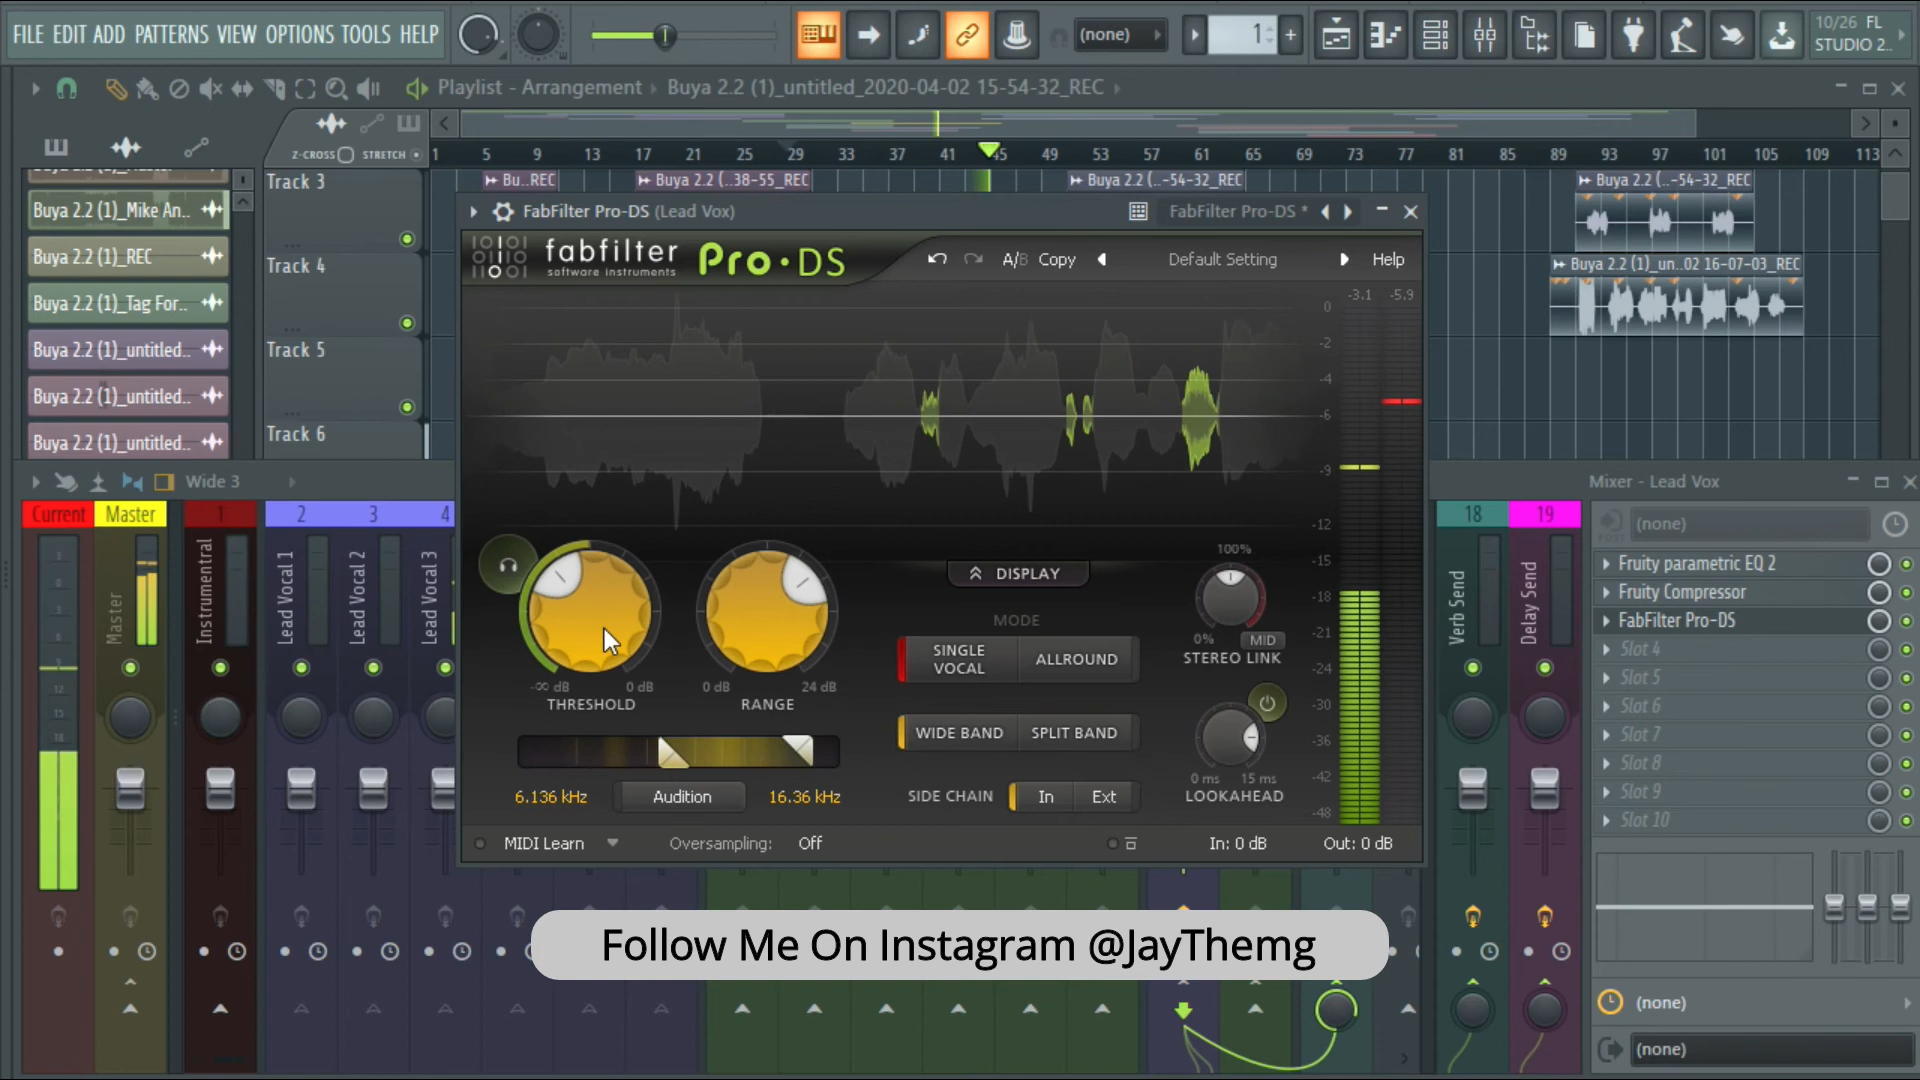 FILE EDIT ADD PATTERNS VIEW OPTIONS TOOLS HELP
(none)
1
+
10/26 FL
STUDIO 2..
Playlist - Arrangement
Buya 2.2 (1)_untitled_2020-04-02 15-54-32_REC
Z-CROSS STRETCH
1 5 9 13 17 21 25 29 33 37 41 45 49 53 57 61 65 69 73 77 81 85 89 93 97 101 105 109 113
Buya 2.2 (1)_Mike An..
Buya 2.2 (1)_REC
Buya 2.2 (1)_Tag For..
Buya 2.2 (1)_untitled..
Buya 2.2 (1)_untitled..
Buya 2.2 (1)_untitled..
Track 3
Track 4
Track 5
Track 6
Bu..REC
Buya 2.2 (..38-55_REC
Buya 2.2 (..-54-32_REC
Buya 2.2 (..-54-32_REC
Buya 2.2 (1)_un..02 16-07-03_REC
FabFilter Pro-DS (Lead Vox)
FabFilter Pro-DS *
fabfilter
software instruments
Pro·DS
A/B Copy
Default Setting
Help
-3.1 -5.9
0
-2
-4
-6
-9
-12
-15
-18
-21
-24
-30
-36
-42
-48
-∞ dB 0 dB
THRESHOLD
0 dB 24 dB
RANGE
DISPLAY
MODE
SINGLE
VOCAL
ALLROUND
WIDE BAND SPLIT BAND
SIDE CHAIN In Ext
100%
0% MID
STEREO LINK
0 ms 15 ms
LOOKAHEAD
6.136 kHz Audition 16.36 kHz
MIDI Learn
Oversampling: Off
In: 0 dB Out: 0 dB
Wide 3
Current Master 1 2 3 4
Master
Instrumentral
Lead Vocal 1
Lead Vocal 2
Lead Vocal 3
18 19
Verb Send
Delay Send
Mixer - Lead Vox
(none)
Fruity parametric EQ 2
Fruity Compressor
FabFilter Pro-DS
Slot 4
Slot 5
Slot 6
Slot 7
Slot 8
Slot 9
Slot 10
(none)
(none)
Follow Me On Instagram @JayThemg